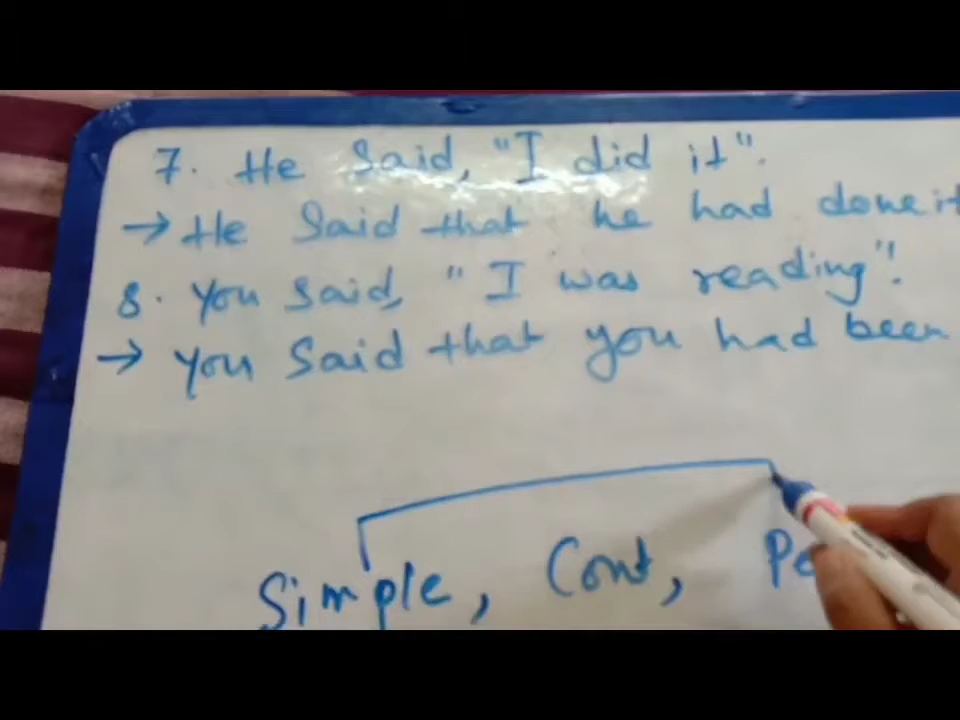 7. He said, "I did it".
→ He said that he had done it
8. You said, "I was reading".
→ You said that you had been
Simple, Cont, Pe